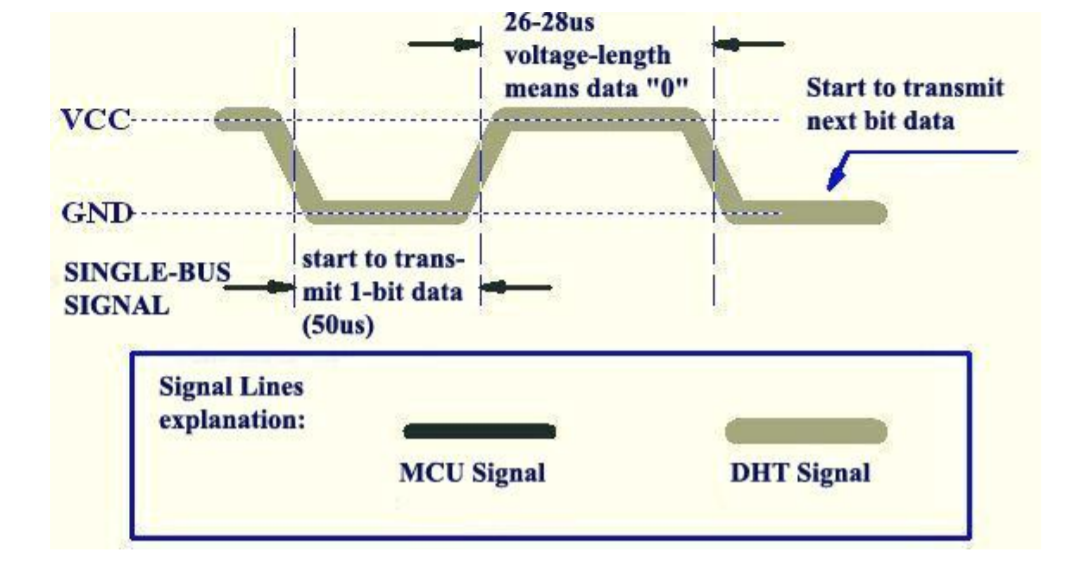 26-28us
voltage-length
means data "0"
Start to transmit
next bit data
VCC
GND
SINGLE-BUS
SIGNAL
start to trans-
mit 1-bit data
(50us)
Signal Lines
explanation:
MCU Signal
DHT Signal